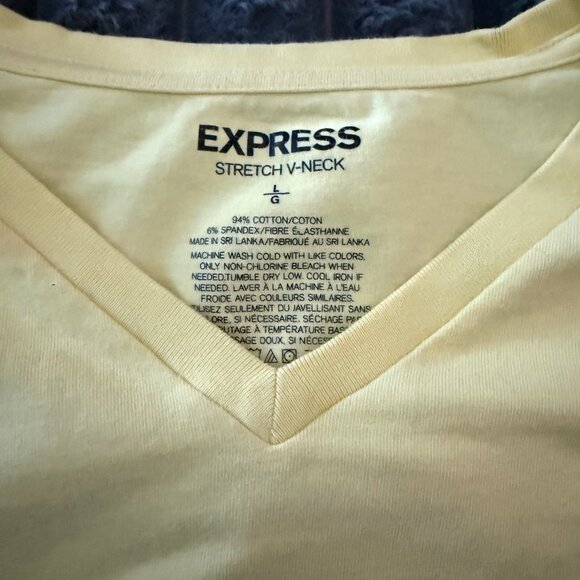 EXPRESS
STRETCH V-NECK
L
G
94% COTTON/COTON
6% SPANDEX/FIBRE ÉLASTHANNE
MADE IN SRI LANKA/FABRIQUÉ AU SRI LANKA
MACHINE WASH COLD WITH LIKE COLORS.
ONLY NON-CHLORINE BLEACH WHEN
NEEDED.TUMBLE DRY LOW. COOL IRON IF
NEEDED. LAVER À LA MACHINE À L'EAU
FROIDE AVEC COULEURS SIMILAIRES.
SEULEMENT DU JAVELLISANT SANS
SI NÉCESSAIRE. SÉCHAGE
À TEMPÉRATURE
DOUX, SI